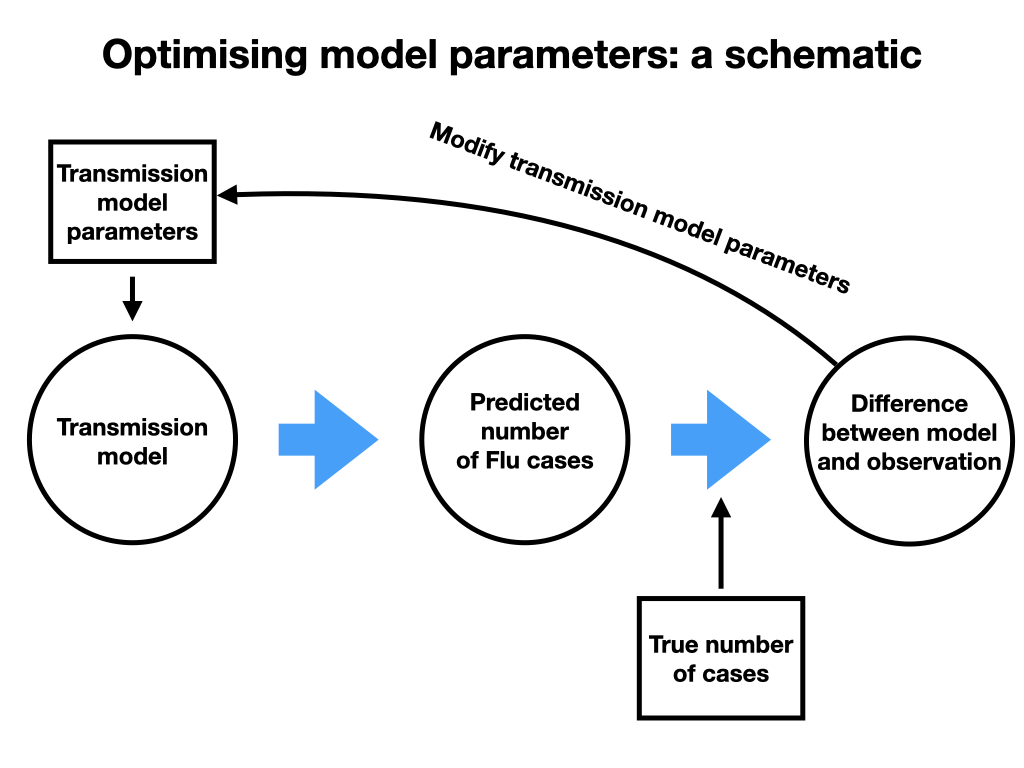 Optimising model parameters: a schematic
Modify transmission model parameters
Transmission
model
parameters
Transmission
model
Predicted
number
of Flu cases
Difference
between model
and observation
True number
of cases